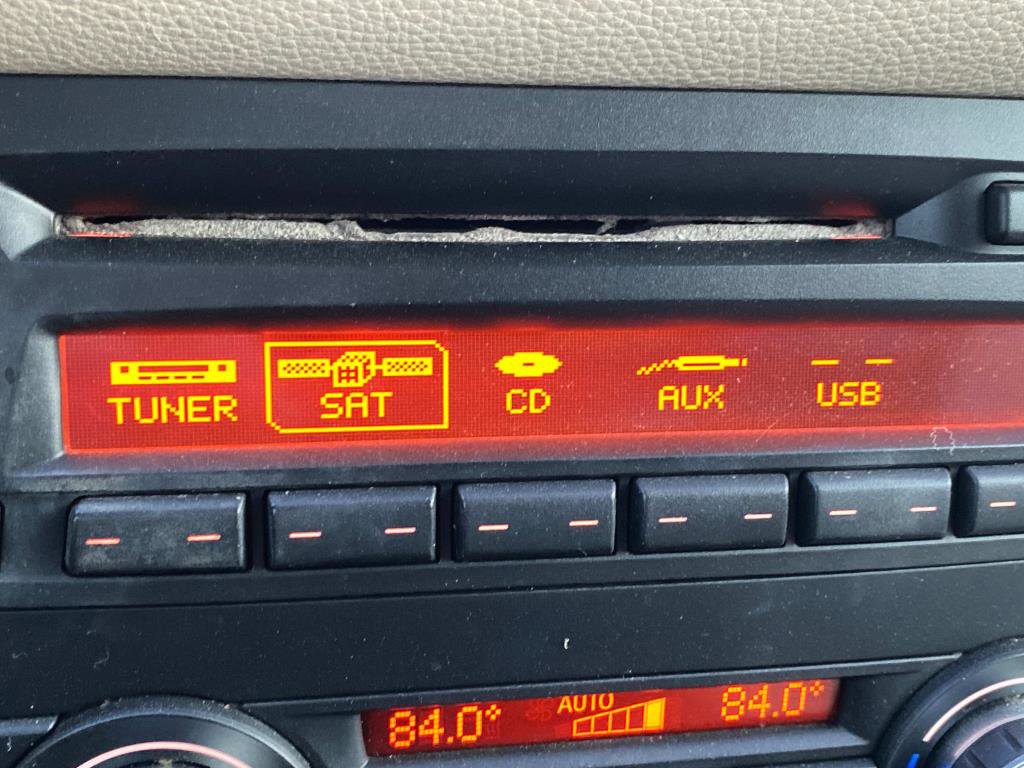 TUNER SAT CD AUX USB
84.0° AUTO 84.0°